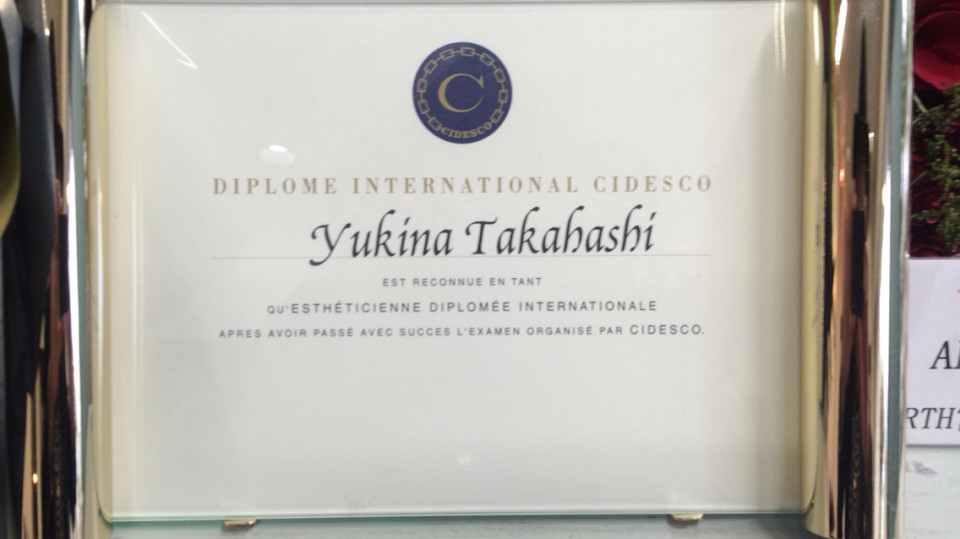 C
CIDESCO
DIPLOME INTERNATIONAL CIDESCO
Yukina Takahashi
EST RECONNUE EN TANT
QU'ESTHÉTICIENNE DIPLOMÉE INTERNATIONALE
APRES AVOIR PASSÉ AVEC SUCCES L'EXAMEN ORGANISÉ PAR CIDESCO.